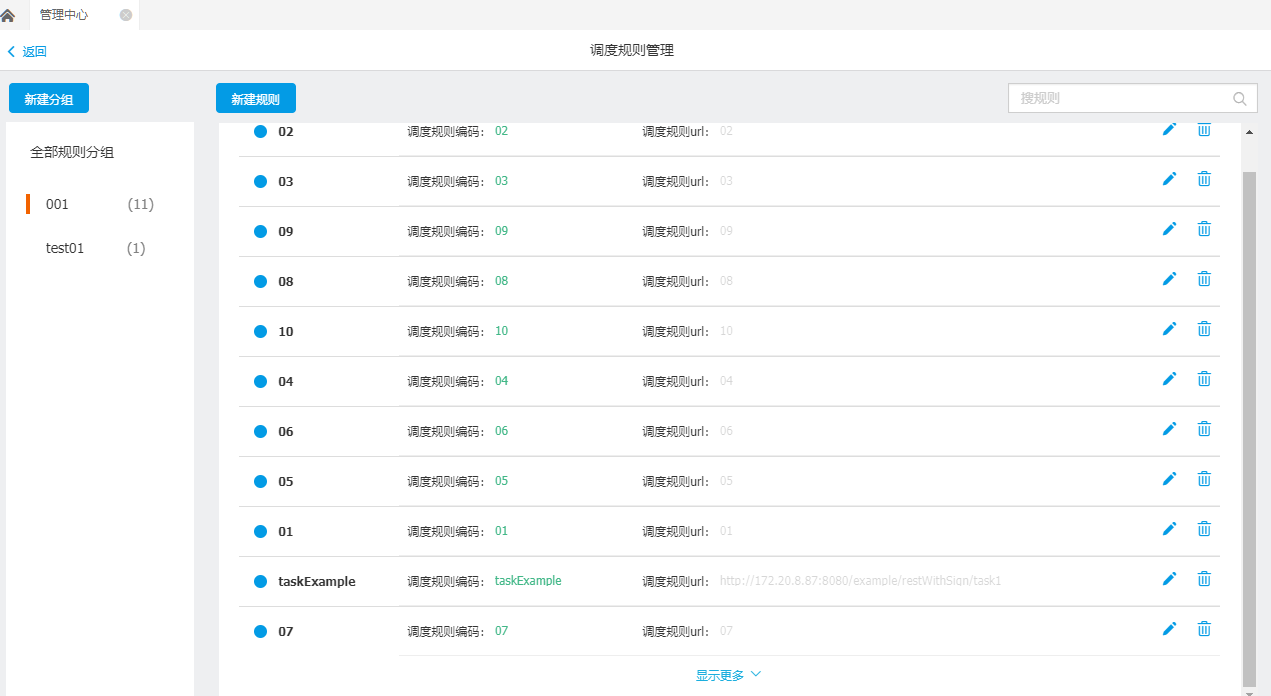 管理中心
返回
调度规则管理
新建分组
新建规则
搜规则
全部规则分组
001 (11)
test01 (1)
02 调度规则编码： 02 调度规则url： 02
03 调度规则编码： 03 调度规则url： 03
09 调度规则编码： 09 调度规则url： 09
08 调度规则编码： 08 调度规则url： 08
10 调度规则编码： 10 调度规则url： 10
04 调度规则编码： 04 调度规则url： 04
06 调度规则编码： 06 调度规则url： 06
05 调度规则编码： 05 调度规则url： 05
01 调度规则编码： 01 调度规则url： 01
taskExample 调度规则编码： taskExample 调度规则url： http://172.20.8.87:8080/example/restWithSign/task1
07 调度规则编码： 07 调度规则url： 07
显示更多